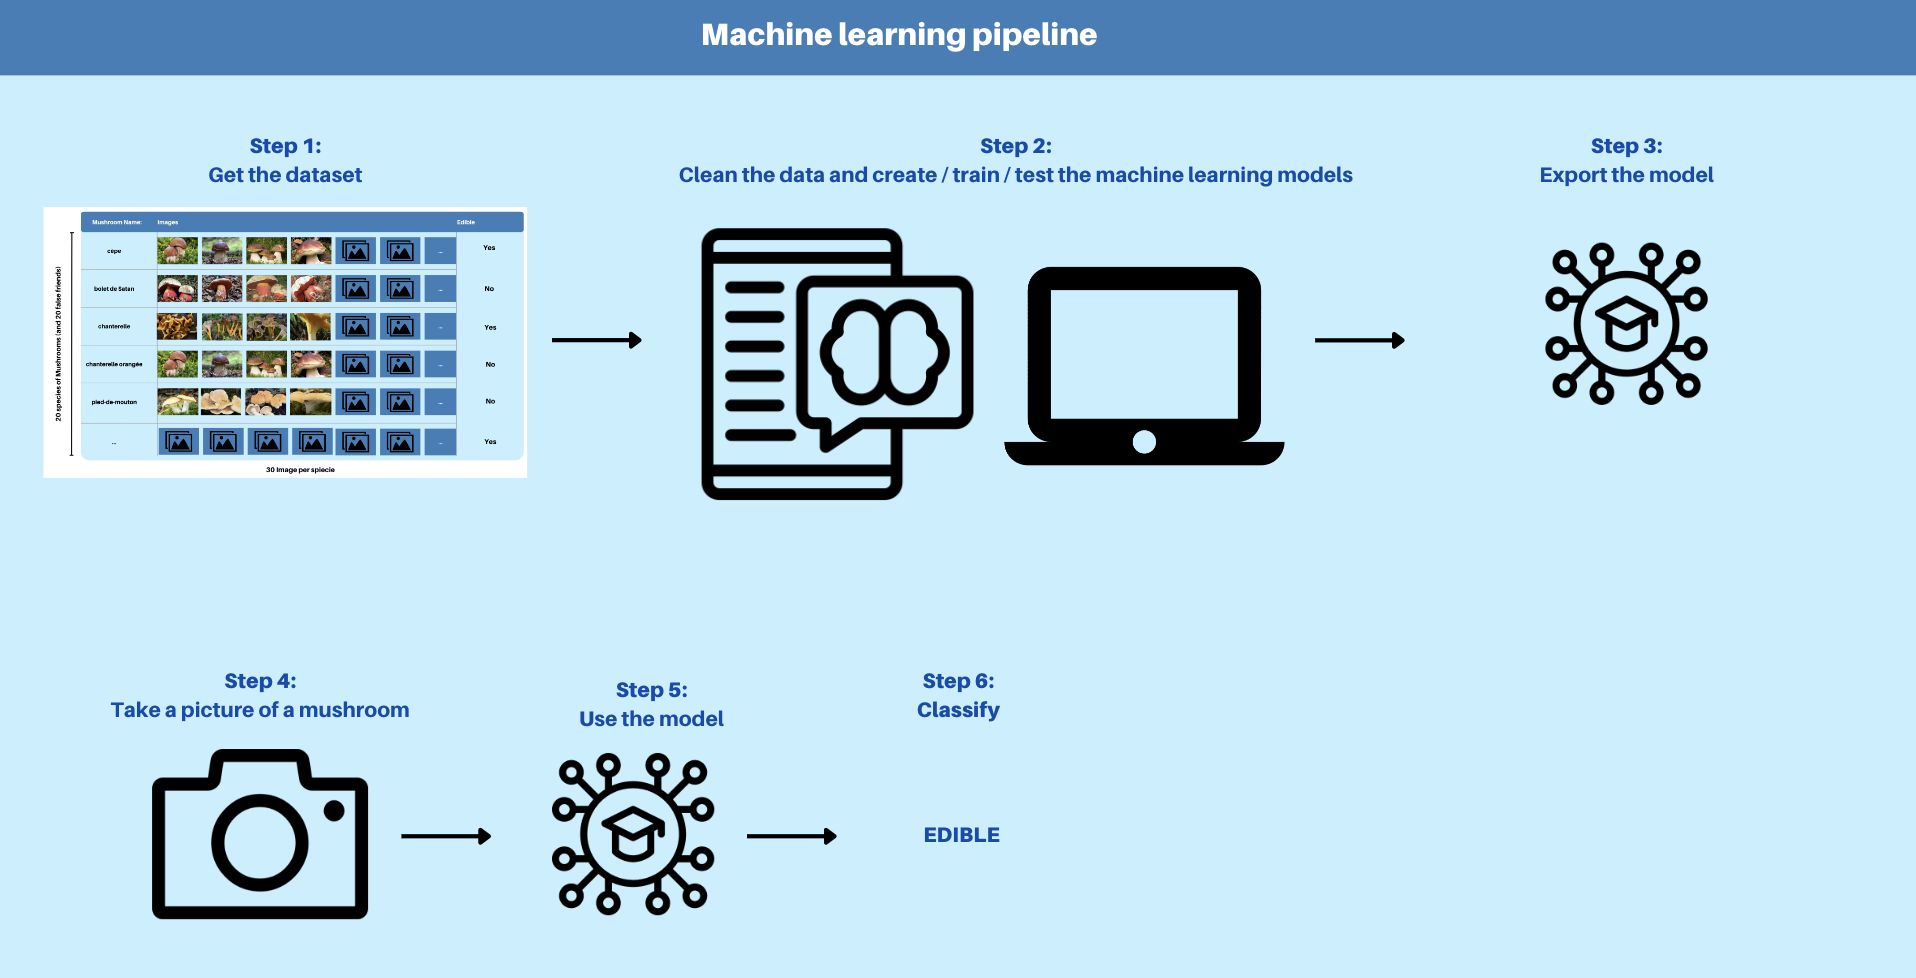 Machine learning pipeline
Step 1:
Get the dataset
Step 2:
Clean the data and create / train / test the machine learning models
Step 3:
Export the model
Mushroom Name:
Images
Edible
20 species of Mushrooms (and 20 false friends)
cèpe
...
Yes
bolet de Satan
...
No
chanterelle
...
Yes
chanterelle orangée
...
No
pied-de-mouton
...
No
...
...
Yes
30 Image per spiecie
Step 4:
Take a picture of a mushroom
Step 5:
Use the model
Step 6:
Classify
EDIBLE